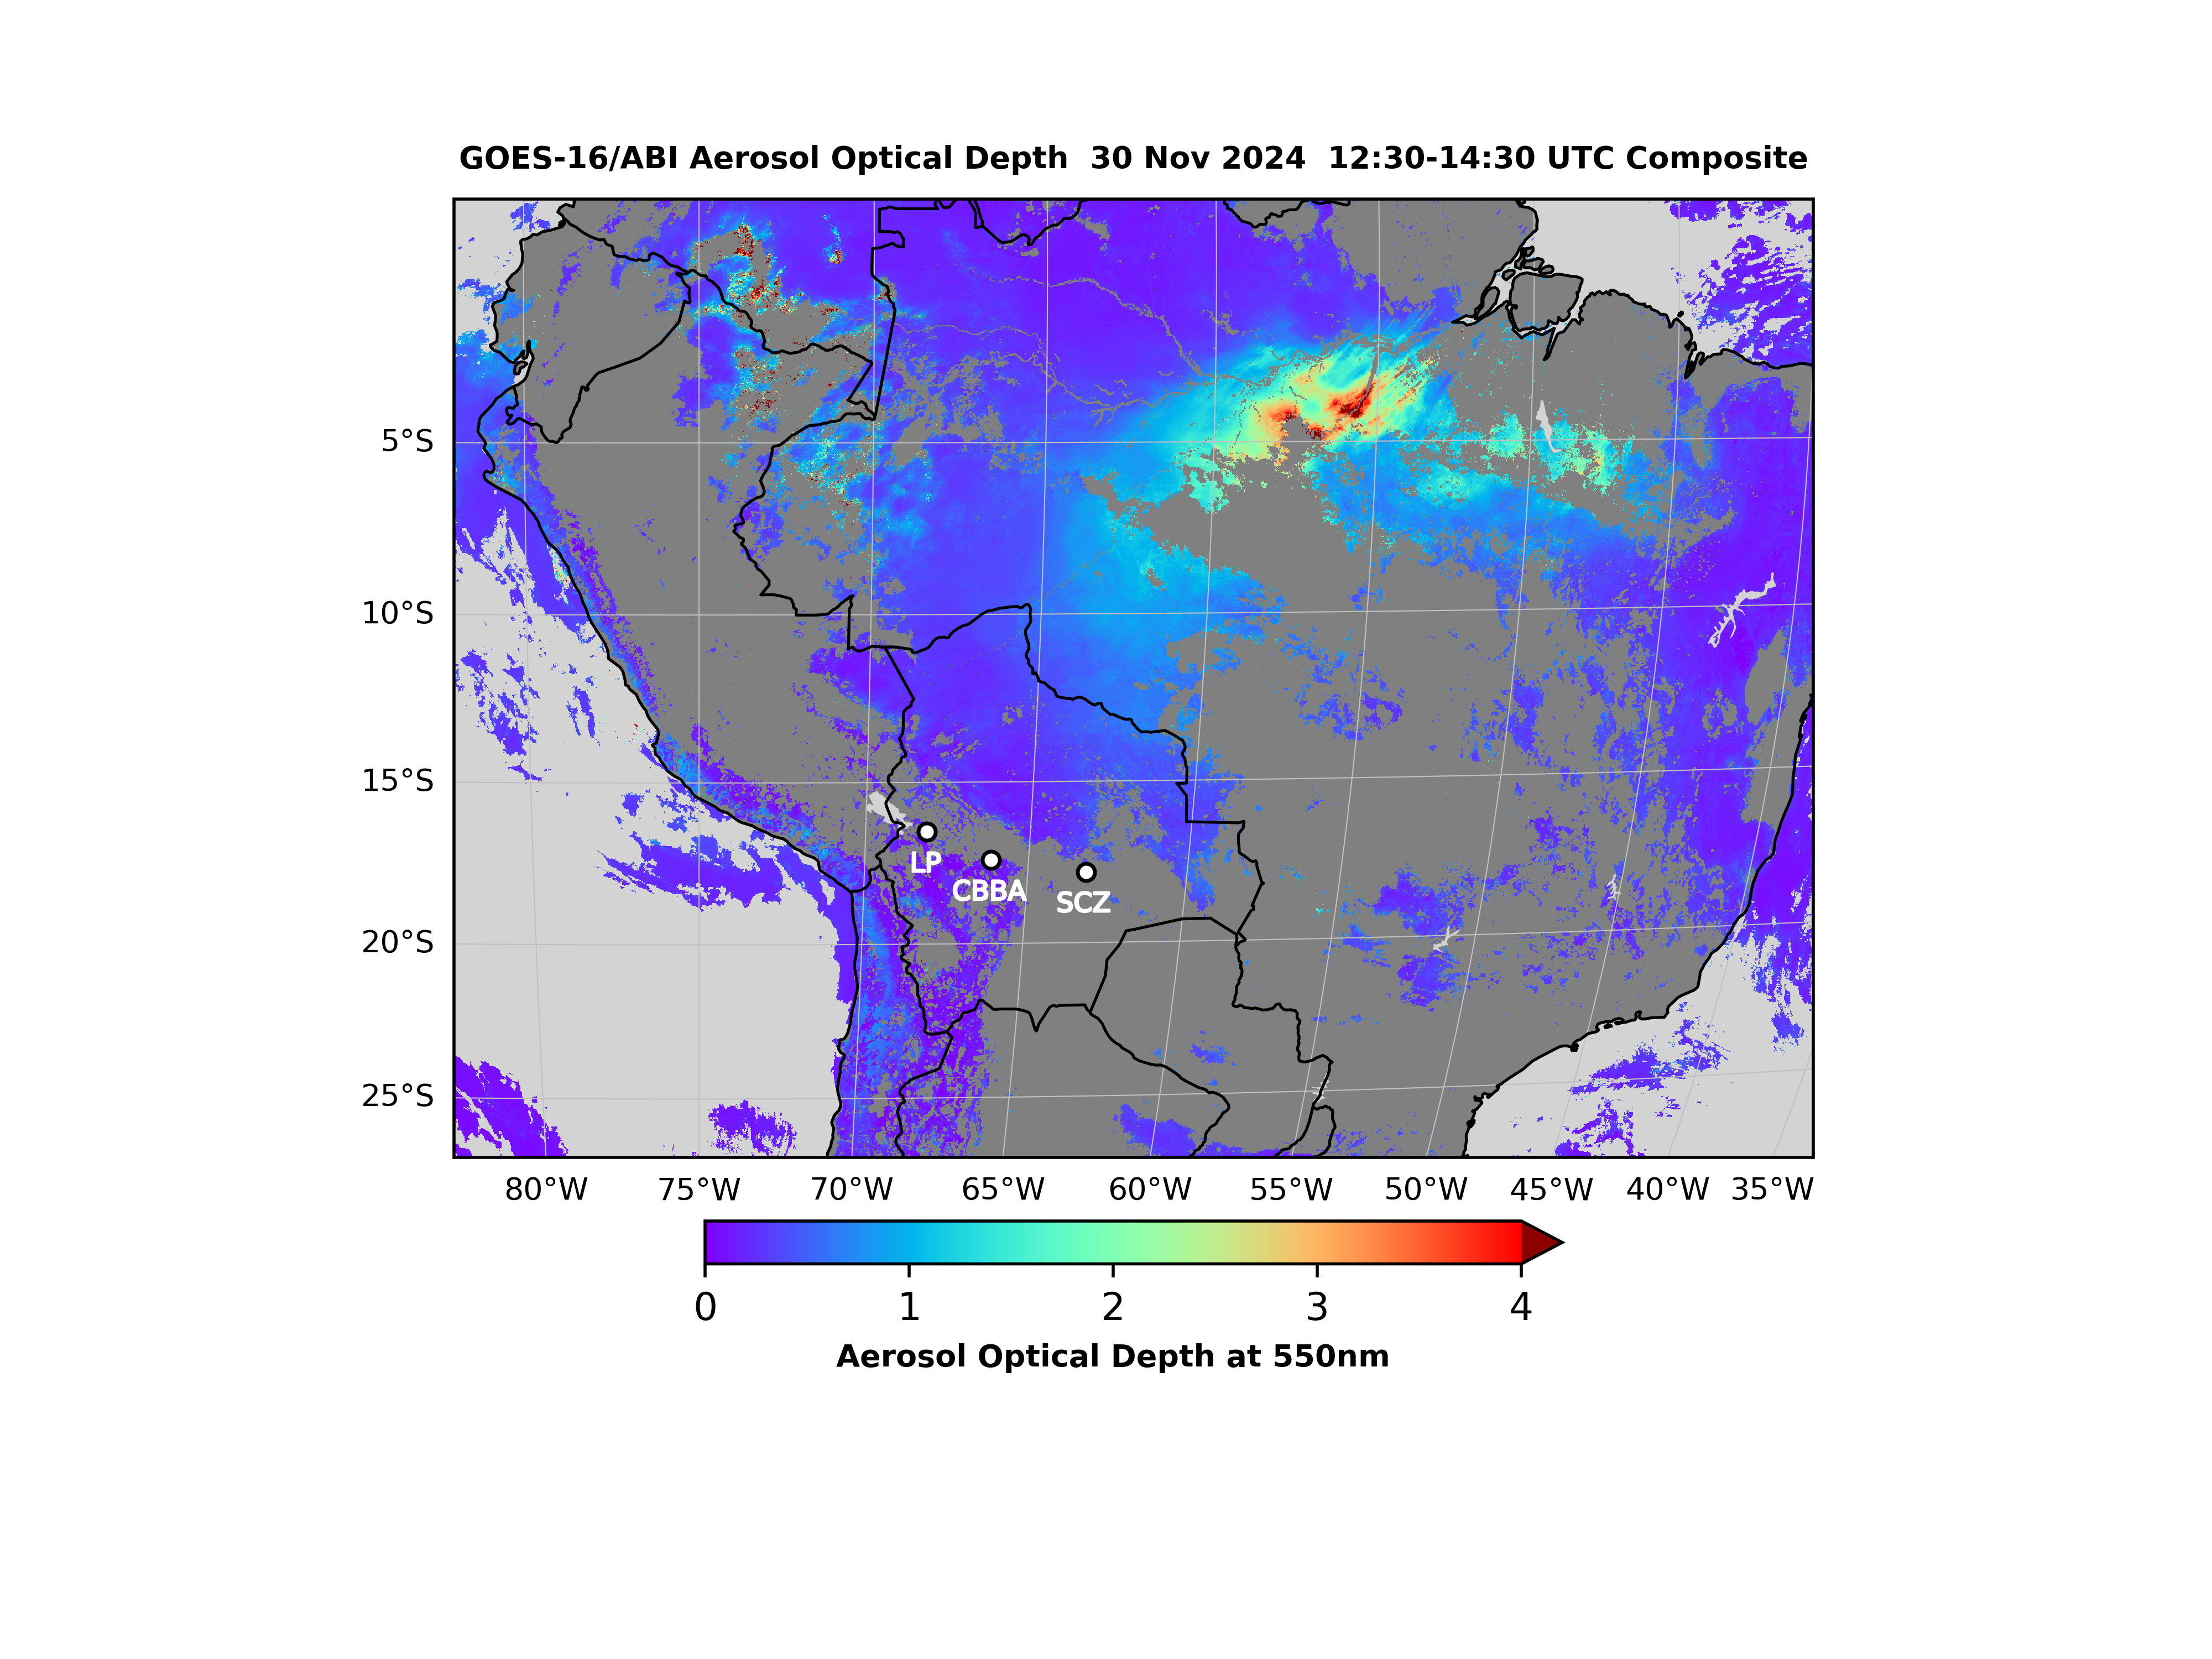 GOES-16/ABI Aerosol Optical Depth  30 Nov 2024  12:30-14:30 UTC Composite
5°S
10°S
15°S
20°S
25°S
LP
CBBA
SCZ
80°W 75°W 70°W 65°W 60°W 55°W 50°W 45°W 40°W 35°W
0 1 2 3 4
Aerosol Optical Depth at 550nm